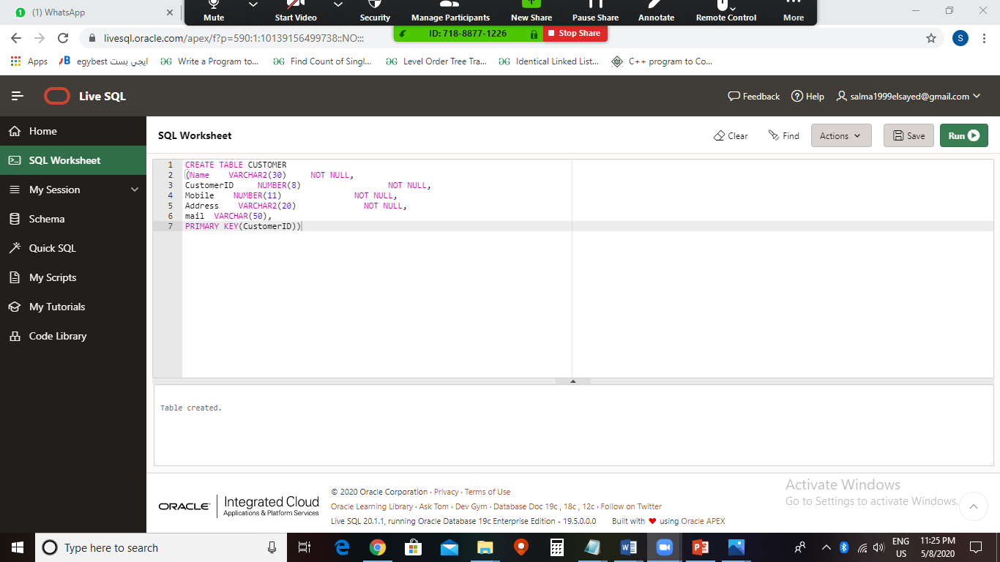 (1) WhatsApp
Mute
Start Video
Security
Manage Participants
New Share
Pause Share
Annotate
Remote Control
More
ID: 718-8877-1226
Stop Share
livesql.oracle.com/apex/f?p=590:1:10139156499738::NO:::
S
Apps
egybest ايجي بست
Write a Program to...
Find Count of Singl...
Level Order Tree Tra...
Identical Linked List...
C++ program to Co...
Live SQL
Feedback
Help
salma1999elsayed@gmail.com
Home
SQL Worksheet
My Session
Schema
Quick SQL
My Scripts
My Tutorials
Code Library
SQL Worksheet
Clear
Find
Actions
Save
Run
1 CREATE TABLE CUSTOMER
2 (Name VARCHAR2(30) NOT NULL,
3 CustomerID NUMBER(8) NOT NULL,
4 Mobile NUMBER(11) NOT NULL,
5 Address VARCHAR2(20) NOT NULL,
6 mail VARCHAR(50),
7 PRIMARY KEY(CustomerID))
Table created.
ORACLE Integrated Cloud
Applications & Platform Services
© 2020 Oracle Corporation · Privacy · Terms of Use
Oracle Learning Library · Ask Tom · Dev Gym · Database Doc 19c, 18c, 12c · Follow on Twitter
Live SQL 20.1.1, running Oracle Database 19c Enterprise Edition - 19.5.0.0.0 Built with ❤ using Oracle APEX
Activate Windows
Go to Settings to activate Windows.
Type here to search
ENG
US
11:25 PM
5/8/2020